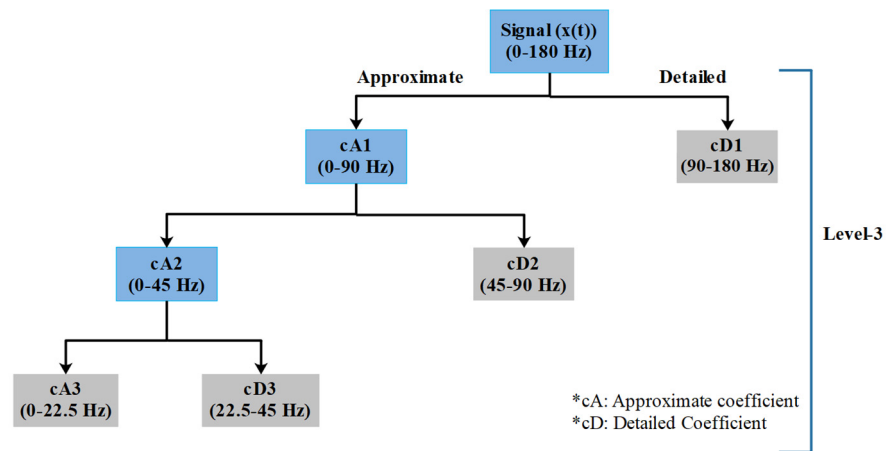 Signal (x(t))
(0-180 Hz)
Approximate
Detailed
cA1
(0-90 Hz)
cD1
(90-180 Hz)
Level-3
cA2
(0-45 Hz)
cD2
(45-90 Hz)
cA3
(0-22.5 Hz)
cD3
(22.5-45 Hz)
*cA: Approximate coefficient
*cD: Detailed Coefficient